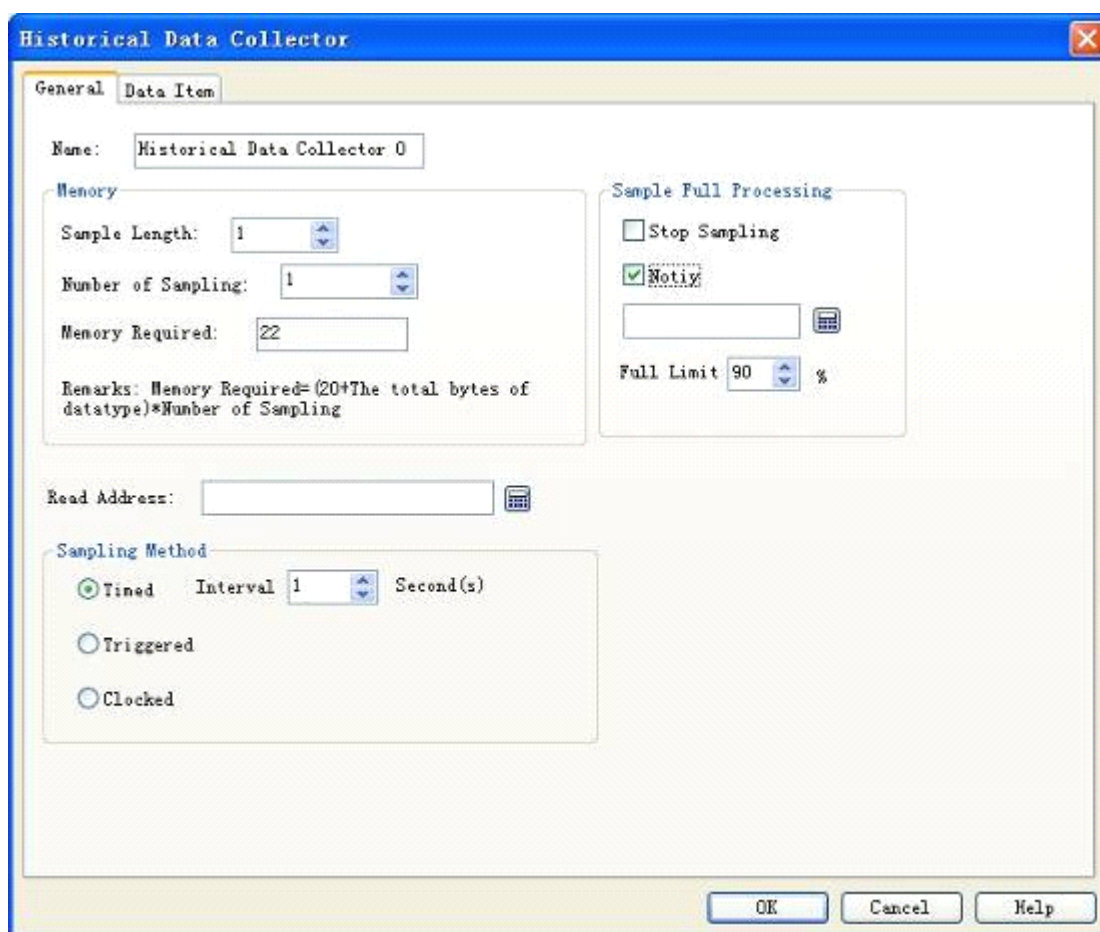 Historical Data Collector
General Data Item
Name: Historical Data Collector 0
Memory
Sample Length: 1
Number of Sampling: 1
Memory Required: 22
Remarks: Memory Required=(20+The total bytes of
datatype)*Number of Sampling
Sample Full Processing
Stop Sampling
Notiy
Full Limit 90 %
Read Address:
Sampling Method
Timed Interval 1 Second(s)
Triggered
Clocked
OK Cancel Help